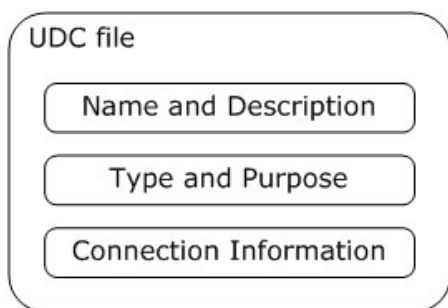 UDC file
Name and Description
Type and Purpose
Connection Information